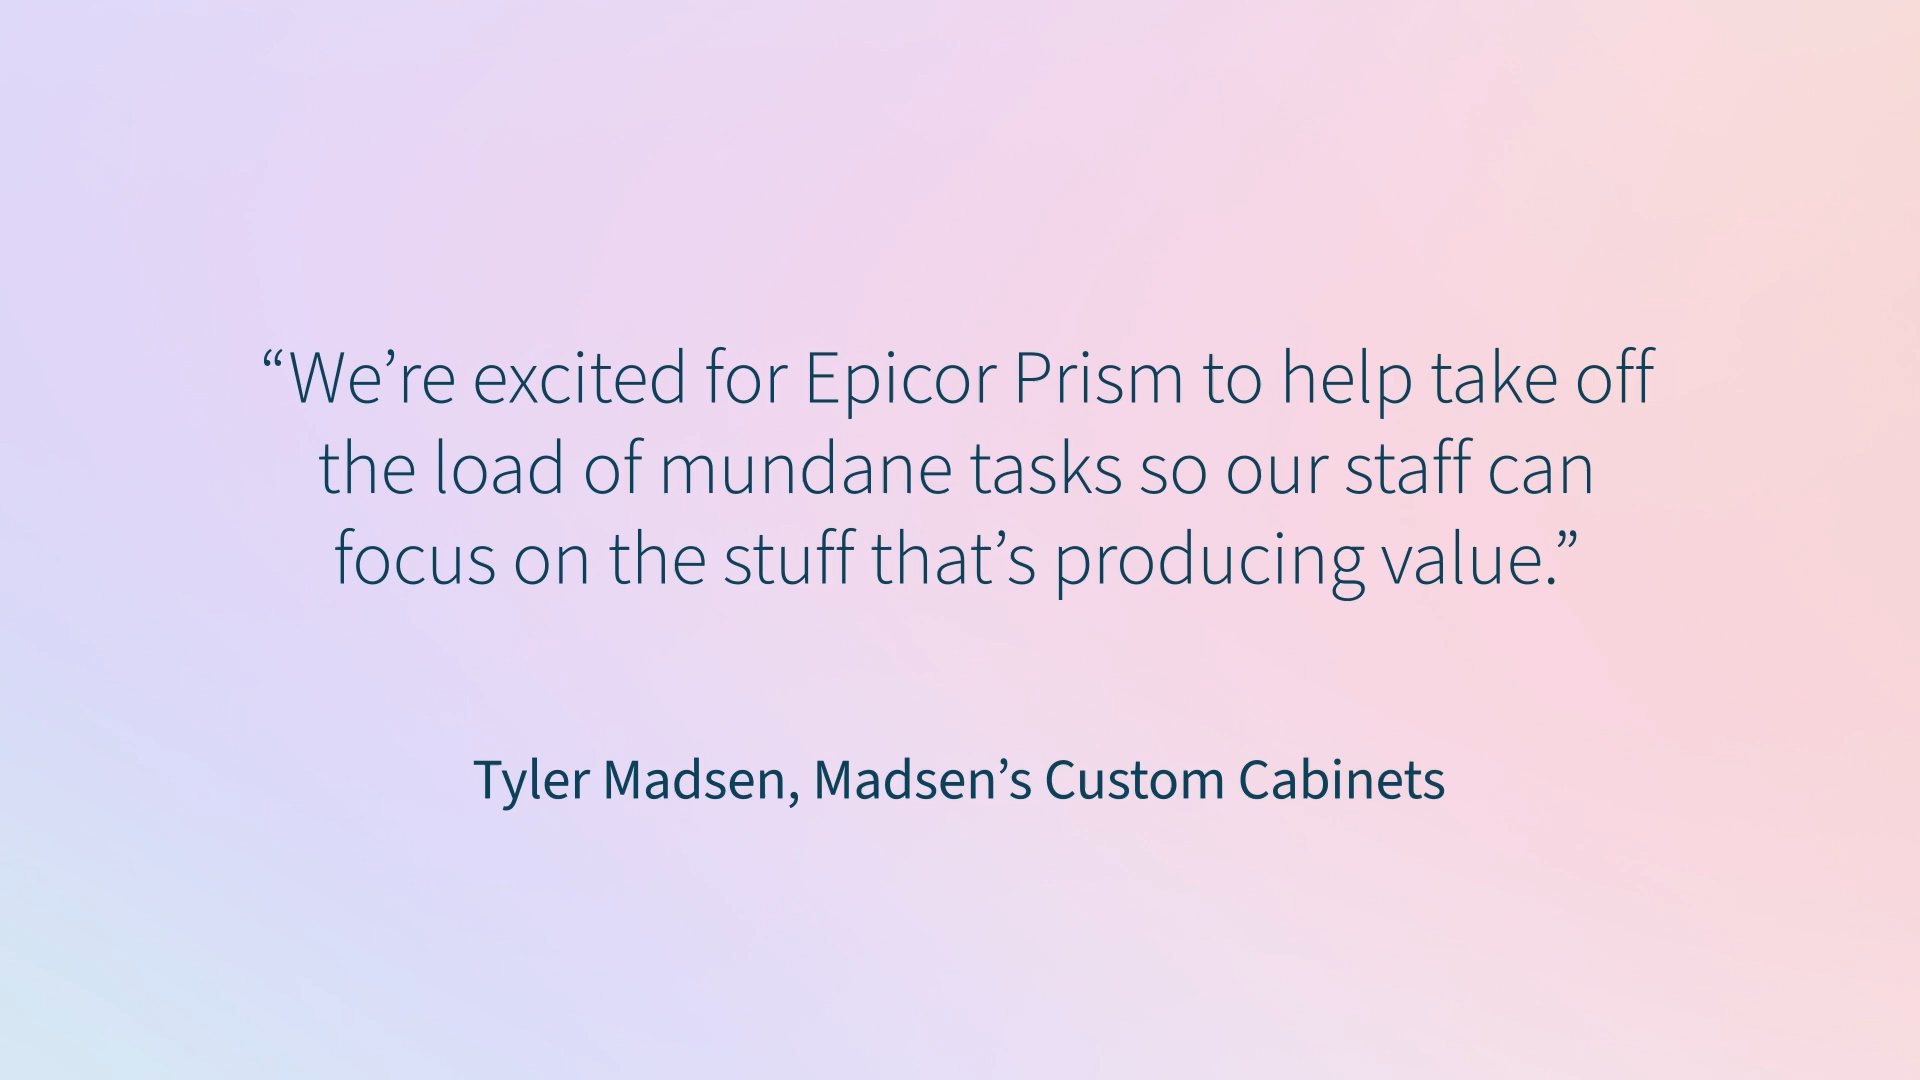 “We’re excited for Epicor Prism to help take off
the load of mundane tasks so our staff can
focus on the stuff that’s producing value.”
Tyler Madsen, Madsen’s Custom Cabinets